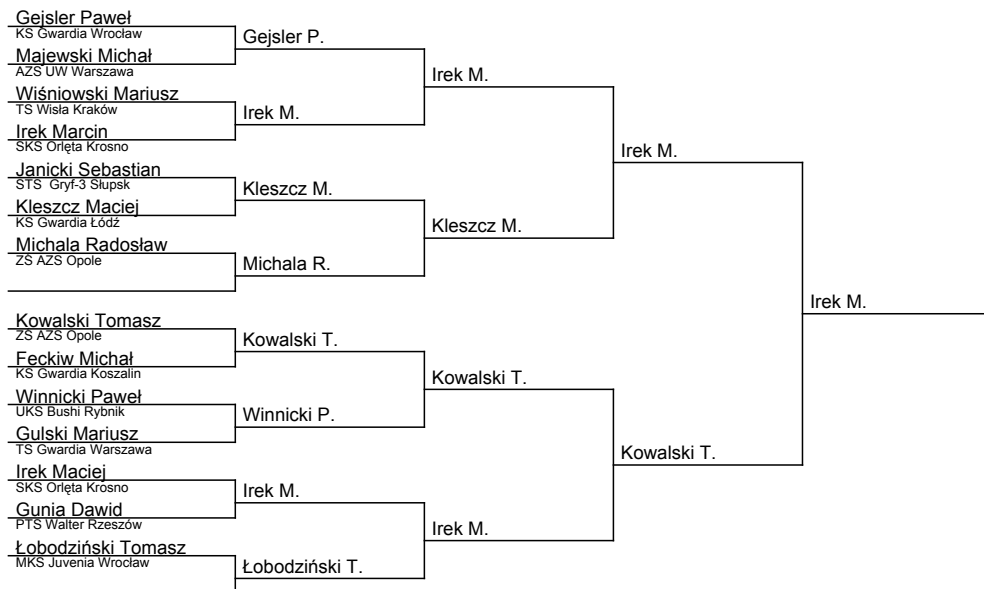 Gejsler Paweł
KS Gwardia Wrocław
Gejsler P.
Majewski Michał
AZS UW Warszawa
Irek M.
Wiśniowski Mariusz
TS Wisła Kraków
Irek M.
Irek Marcin
SKS Orlęta Krosno
Irek M.
Janicki Sebastian
STS Gryf-3 Słupsk
Kleszcz M.
Kleszcz Maciej
KS Gwardia Łódź
Kleszcz M.
Michala Radosław
ZŚ AZS Opole
Michala R.
Irek M.
Kowalski Tomasz
ZŚ AZS Opole
Kowalski T.
Feckiw Michał
KS Gwardia Koszalin
Kowalski T.
Winnicki Paweł
UKS Bushi Rybnik
Winnicki P.
Gulski Mariusz
TS Gwardia Warszawa
Kowalski T.
Irek Maciej
SKS Orlęta Krosno
Irek M.
Gunia Dawid
PTS Walter Rzeszów
Irek M.
Łobodziński Tomasz
MKS Juvenia Wrocław
Łobodziński T.